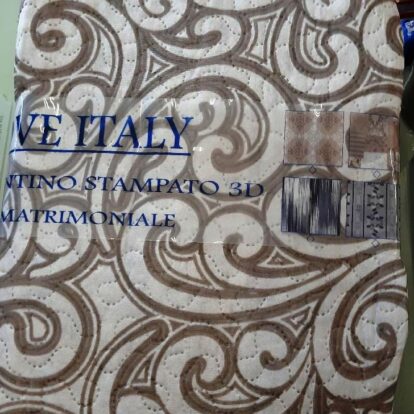 VE ITALY
NTINO STAMPATO 3D
MATRIMONIALE